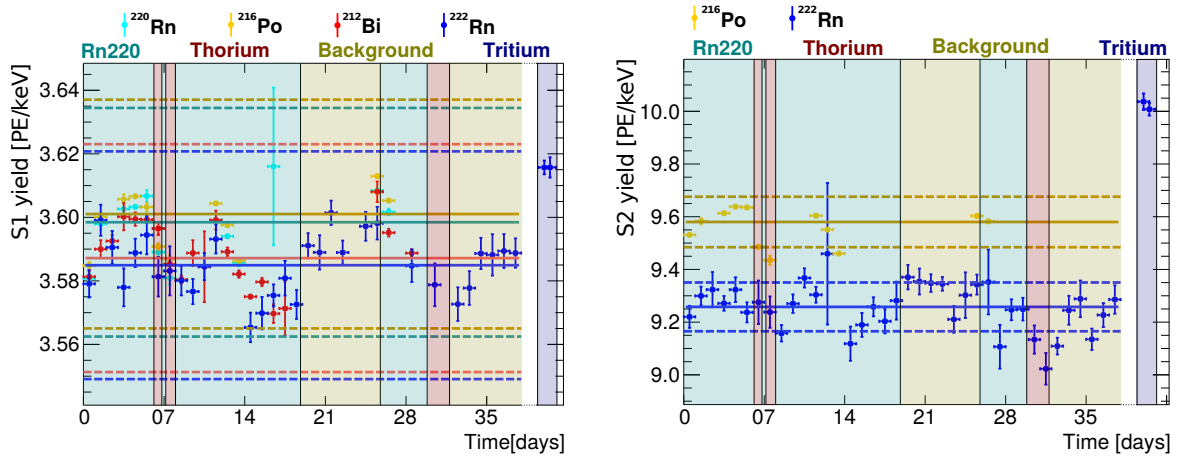 ²²⁰Rn ²¹⁶Po ²¹²Bi ²²²Rn
Rn220 Thorium Background Tritium
S1 yield [PE/keV]
3.64
3.62
3.60
3.58
3.56
0 07 14 21 28 35
Time[days]
²¹⁶Po ²²²Rn
Rn220 Thorium Background Tritium
S2 yield [PE/keV]
10.0
9.8
9.6
9.4
9.2
9.0
0 07 14 21 28 35
Time [days]